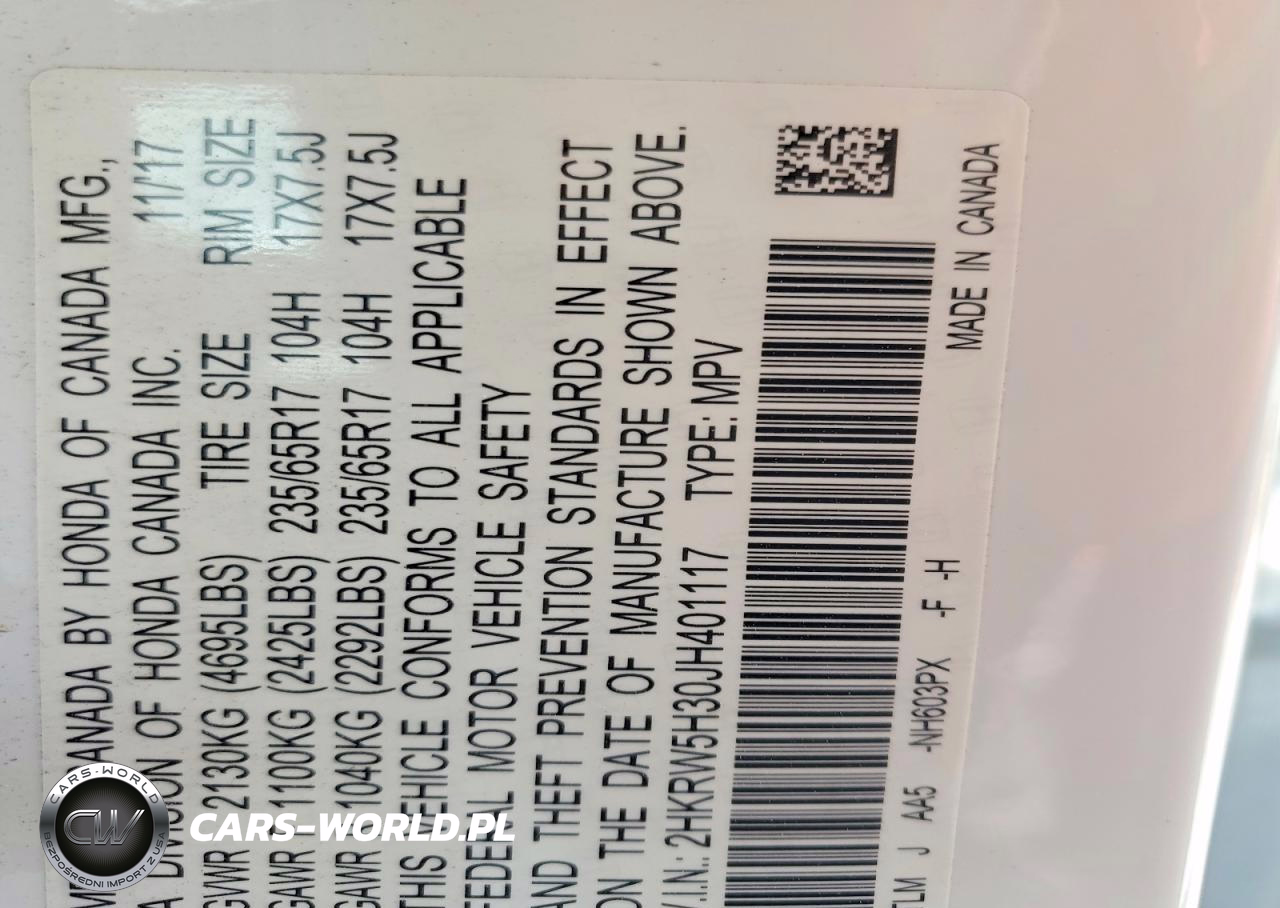 ANADA BY HONDA OF CANADA MFG.,
A DIVISION OF HONDA CANADA INC. 11/17
GVWR 2130KG (4695LBS) TIRE SIZE RIM SIZE
GAWR 1100KG (2425LBS) 235/65R17 104H 17X7.5J
GAWR 1040KG (2292LBS) 235/65R17 104H 17X7.5J
THIS VEHICLE CONFORMS TO ALL APPLICABLE
FEDERAL MOTOR VEHICLE SAFETY
AND THEFT PREVENTION STANDARDS IN EFFECT
ON THE DATE OF MANUFACTURE SHOWN ABOVE.
V.I.N.: 2HKRW5H30JH401117 TYPE: MPV
TLM J AA5 -NH603PX -F -H
MADE IN CANADA
CARS-WORLD
CW
BEZPOŚREDNI IMPORT Z USA
CARS-WORLD.PL